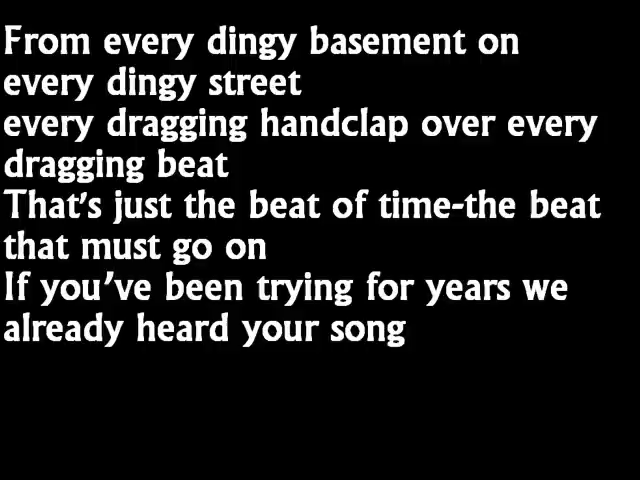 From every dingy basement on
every dingy street
every dragging handclap over every
dragging beat
That's just the beat of time-the beat
that must go on
If you've been trying for years we
already heard your song